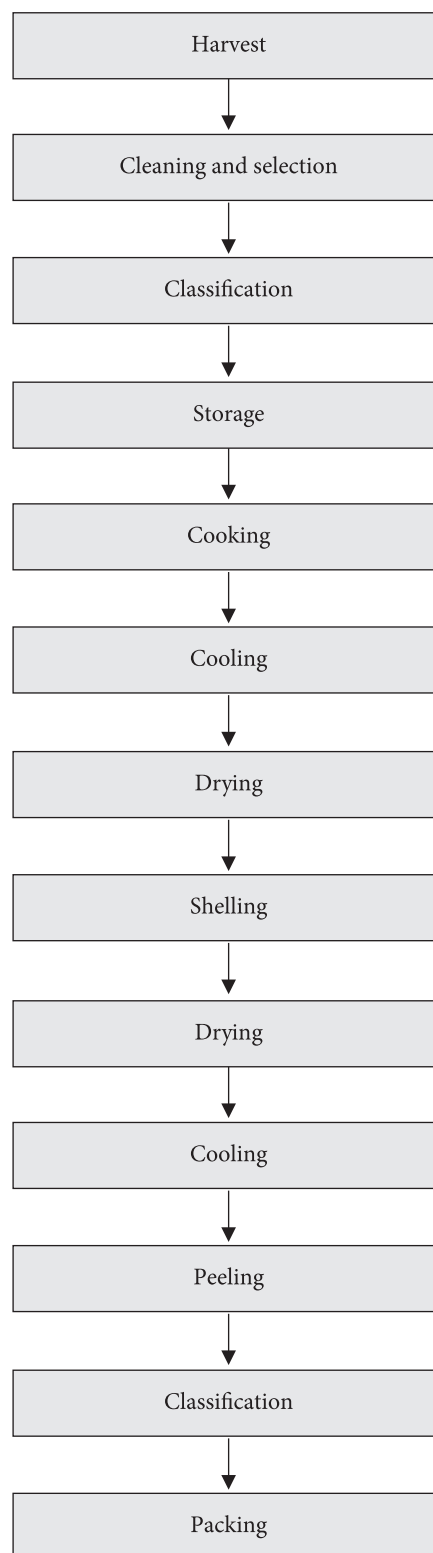 Harvest
Cleaning and selection
Classification
Storage
Cooking
Cooling
Drying
Shelling
Drying
Cooling
Peeling
Classification
Packing